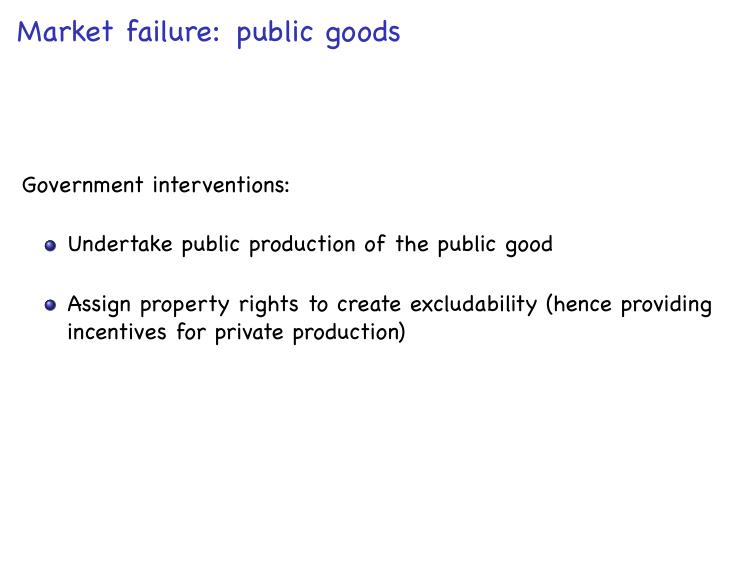 Market failure: public goods
Government interventions:
Undertake public production of the public good
Assign property rights to create excludability (hence providing
incentives for private production)